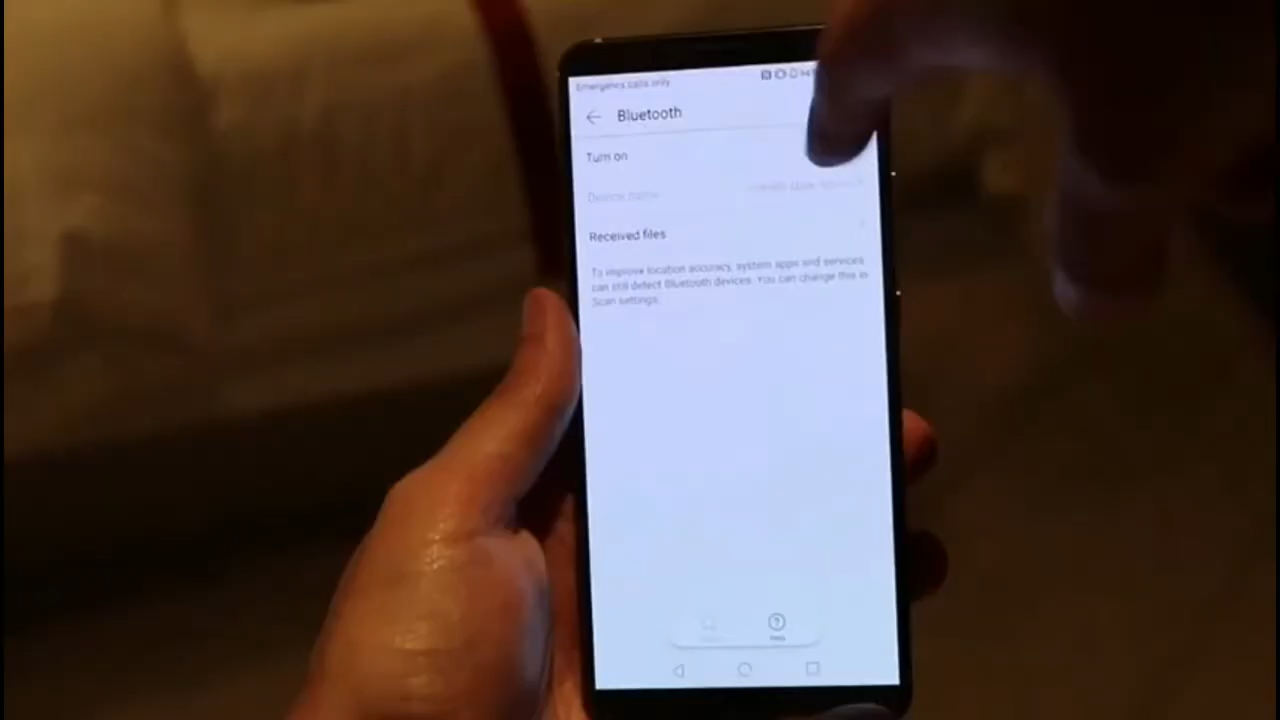 Emergency calls only
Bluetooth
Turn on
Device name
Received files
To improve location accuracy, system apps and services
can still detect Bluetooth devices. You can change this in
Scan settings.
Help